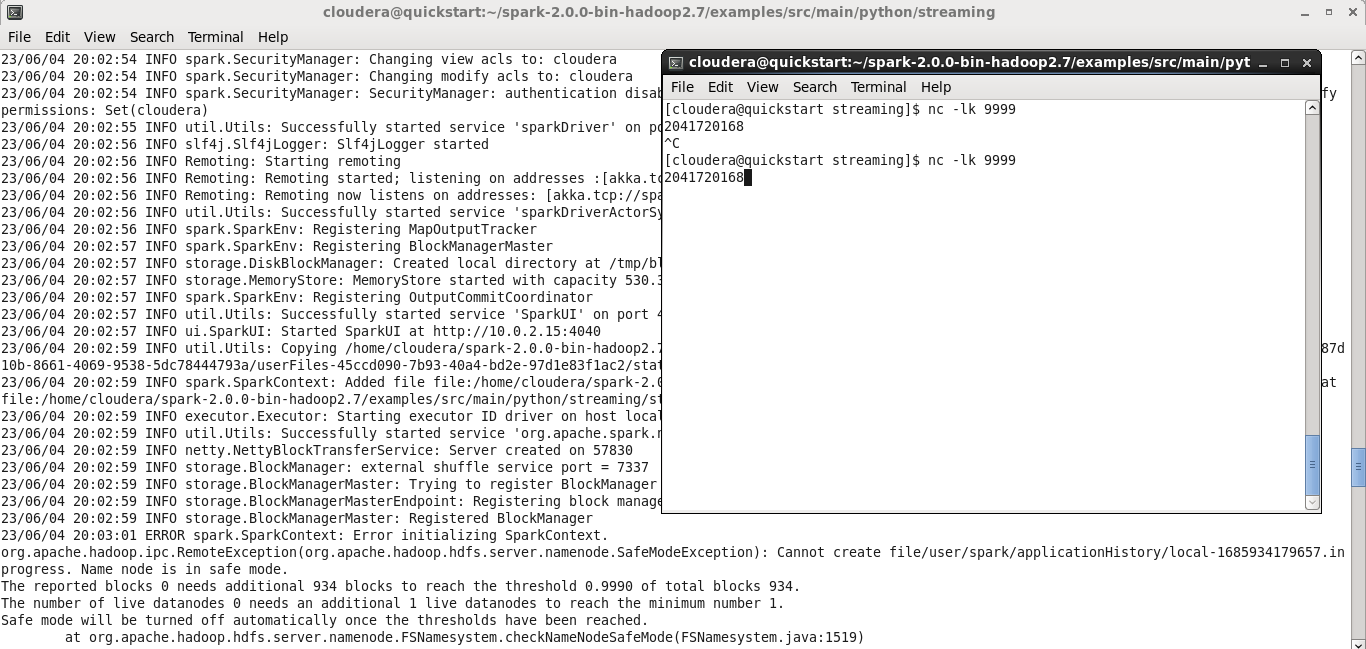 cloudera@quickstart:~/spark-2.0.0-bin-hadoop2.7/examples/src/main/python/streaming
File Edit View Search Terminal Help
23/06/04 20:02:54 INFO spark.SecurityManager: Changing view acls to: cloudera
23/06/04 20:02:54 INFO spark.SecurityManager: Changing modify acls to: cloudera
23/06/04 20:02:54 INFO spark.SecurityManager: SecurityManager: authentication disab
fy
permissions: Set(cloudera)
23/06/04 20:02:55 INFO util.Utils: Successfully started service 'sparkDriver' on po
23/06/04 20:02:56 INFO slf4j.Slf4jLogger: Slf4jLogger started
23/06/04 20:02:56 INFO Remoting: Starting remoting
23/06/04 20:02:56 INFO Remoting: Remoting started; listening on addresses :[akka.tc
23/06/04 20:02:56 INFO Remoting: Remoting now listens on addresses: [akka.tcp://spa
23/06/04 20:02:56 INFO util.Utils: Successfully started service 'sparkDriverActorSy
23/06/04 20:02:56 INFO spark.SparkEnv: Registering MapOutputTracker
23/06/04 20:02:57 INFO spark.SparkEnv: Registering BlockManagerMaster
23/06/04 20:02:57 INFO storage.DiskBlockManager: Created local directory at /tmp/bl
23/06/04 20:02:57 INFO storage.MemoryStore: MemoryStore started with capacity 530.3
23/06/04 20:02:57 INFO spark.SparkEnv: Registering OutputCommitCoordinator
23/06/04 20:02:57 INFO util.Utils: Successfully started service 'SparkUI' on port 4
23/06/04 20:02:57 INFO ui.SparkUI: Started SparkUI at http://10.0.2.15:4040
23/06/04 20:02:59 INFO util.Utils: Copying /home/cloudera/spark-2.0.0-bin-hadoop2.7
87d
10b-8661-4069-9538-5dc78444793a/userFiles-45ccd090-7b93-40a4-bd2e-97d1e83f1ac2/stat
23/06/04 20:02:59 INFO spark.SparkContext: Added file file:/home/cloudera/spark-2.0
at
file:/home/cloudera/spark-2.0.0-bin-hadoop2.7/examples/src/main/python/streaming/st
23/06/04 20:02:59 INFO executor.Executor: Starting executor ID driver on host local
23/06/04 20:02:59 INFO util.Utils: Successfully started service 'org.apache.spark.n
23/06/04 20:02:59 INFO netty.NettyBlockTransferService: Server created on 57830
23/06/04 20:02:59 INFO storage.BlockManager: external shuffle service port = 7337
23/06/04 20:02:59 INFO storage.BlockManagerMaster: Trying to register BlockManager
23/06/04 20:02:59 INFO storage.BlockManagerMasterEndpoint: Registering block manage
23/06/04 20:02:59 INFO storage.BlockManagerMaster: Registered BlockManager
23/06/04 20:03:01 ERROR spark.SparkContext: Error initializing SparkContext.
org.apache.hadoop.ipc.RemoteException(org.apache.hadoop.hdfs.server.namenode.SafeModeException): Cannot create file/user/spark/applicationHistory/local-1685934179657.in
progress. Name node is in safe mode.
The reported blocks 0 needs additional 934 blocks to reach the threshold 0.9990 of total blocks 934.
The number of live datanodes 0 needs an additional 1 live datanodes to reach the minimum number 1.
Safe mode will be turned off automatically once the thresholds have been reached.
at org.apache.hadoop.hdfs.server.namenode.FSNamesystem.checkNameNodeSafeMode(FSNamesystem.java:1519)
cloudera@quickstart:~/spark-2.0.0-bin-hadoop2.7/examples/src/main/pyt
File Edit View Search Terminal Help
[cloudera@quickstart streaming]$ nc -lk 9999
2041720168
^C
[cloudera@quickstart streaming]$ nc -lk 9999
2041720168